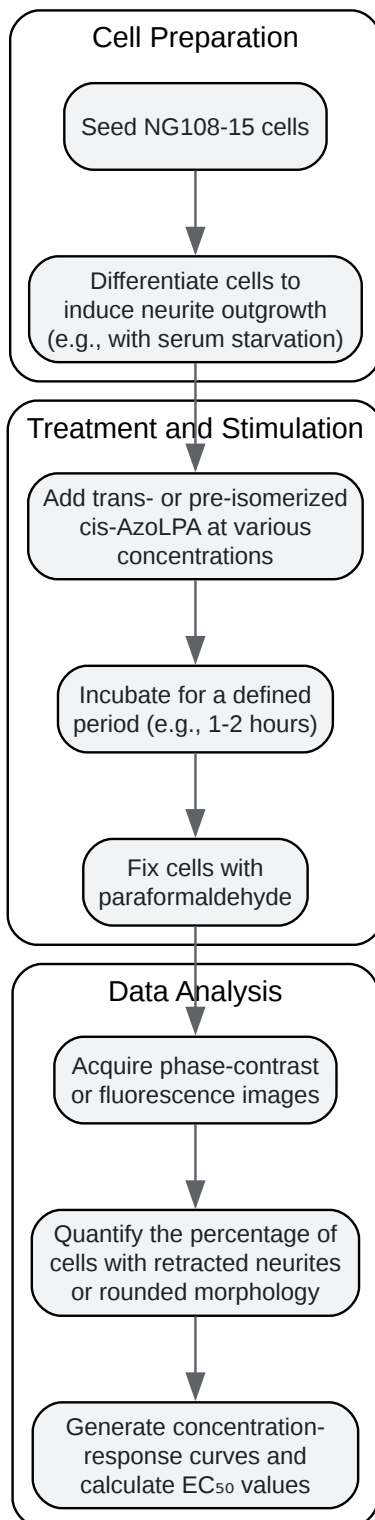 Cell Preparation
Seed NG108-15 cells
Differentiate cells to
induce neurite outgrowth
(e.g., with serum starvation)
Treatment and Stimulation
Add trans- or pre-isomerized
cis-AzoLPA at various
concentrations
Incubate for a defined
period (e.g., 1-2 hours)
Fix cells with
paraformaldehyde
Data Analysis
Acquire phase-contrast
or fluorescence images
Quantify the percentage of
cells with retracted neurites
or rounded morphology
Generate concentration-
response curves and
calculate EC₅₀ values